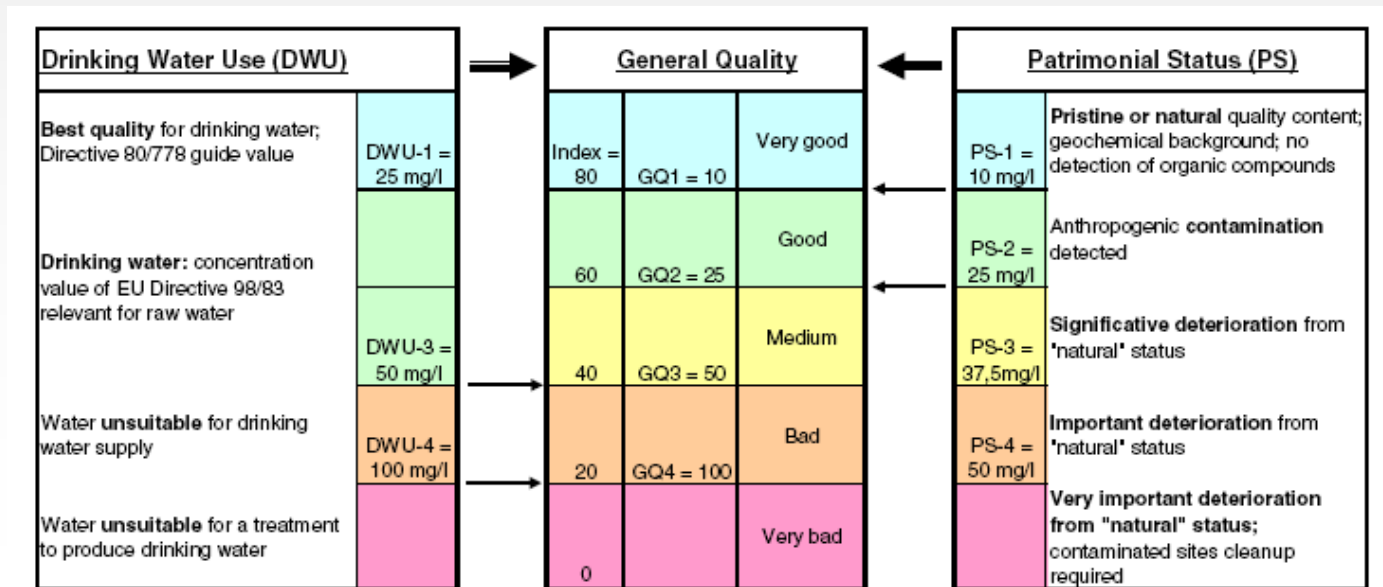 Drinking Water Use (DWU)
Best quality for drinking water;
Directive 80/778 guide value
DWU-1 =
25 mg/l
Drinking water: concentration
value of EU Directive 98/83
relevant for raw water
DWU-3 =
50 mg/l
Water unsuitable for drinking
water supply
DWU-4 =
100 mg/l
Water unsuitable for a treatment
to produce drinking water
General Quality
Index =
80
GQ1 = 10
Very good
60
GQ2 = 25
Good
40
GQ3 = 50
Medium
20
GQ4 = 100
Bad
0
Very bad
Patrimonial Status (PS)
PS-1 =
10 mg/l
Pristine or natural quality content;
geochemical background; no
detection of organic compounds
PS-2 =
25 mg/l
Anthropogenic contamination
detected
PS-3 =
37,5mg/l
Significative deterioration from
"natural" status
PS-4 =
50 mg/l
Important deterioration from
"natural" status
Very important deterioration
from "natural" status;
contaminated sites cleanup
required